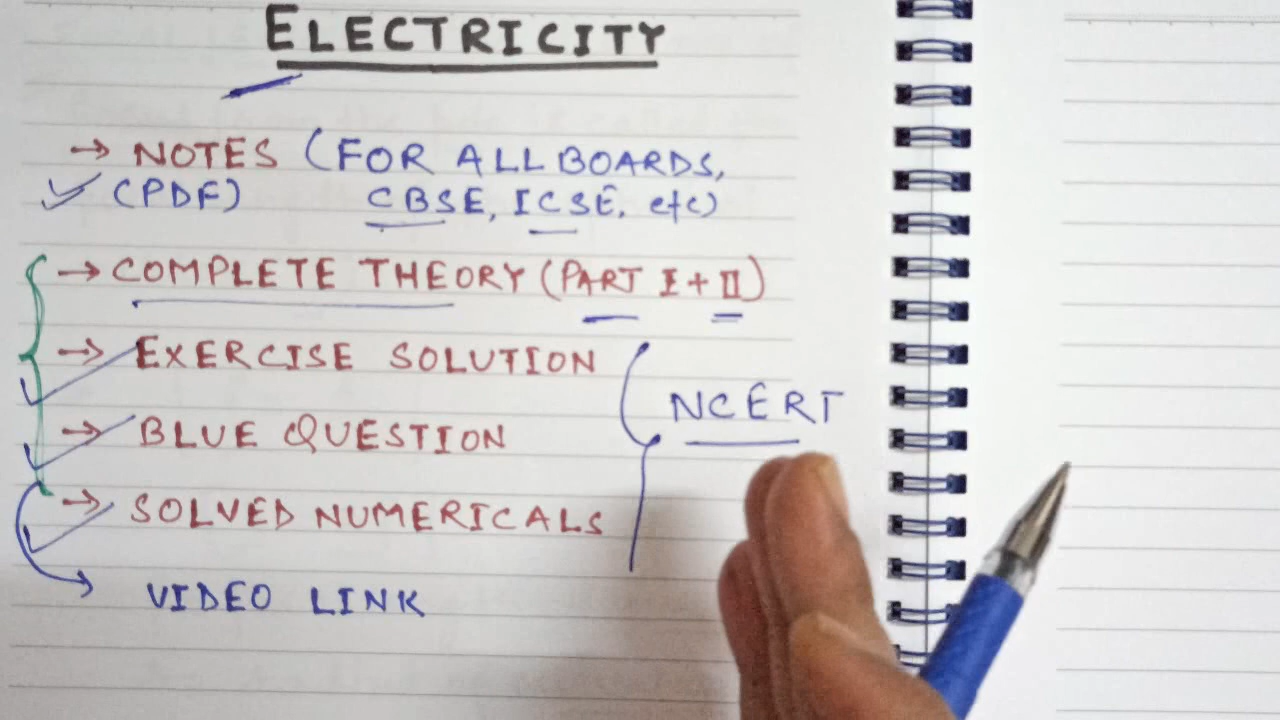 ELECTRICITY
→ NOTES (FOR ALL BOARDS,
(PDF) CBSE, ICSE, etc)
→ COMPLETE THEORY (PART I + II)
→ EXERCISE SOLUTION
NCERT
→ BLUE QUESTION
→ SOLVED NUMERICALS
VIDEO LINK